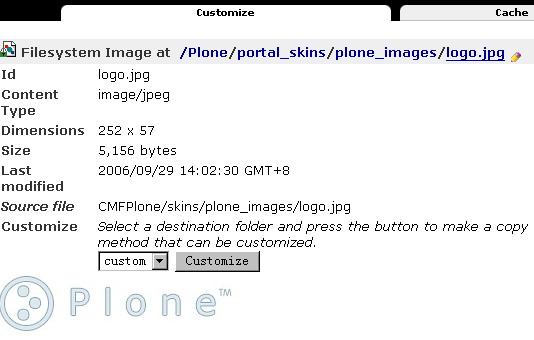 Customize
Cache
Filesystem Image at /Plone/portal_skins/plone_images/logo.jpg
Id logo.jpg
Content Type image/jpeg
Dimensions 252 x 57
Size 5,156 bytes
Last modified 2006/09/29 14:02:30 GMT+8
Source file CMFPlone/skins/plone_images/logo.jpg
Customize Select a destination folder and press the button to make a copy
method that can be customized.
custom Customize
Plone™